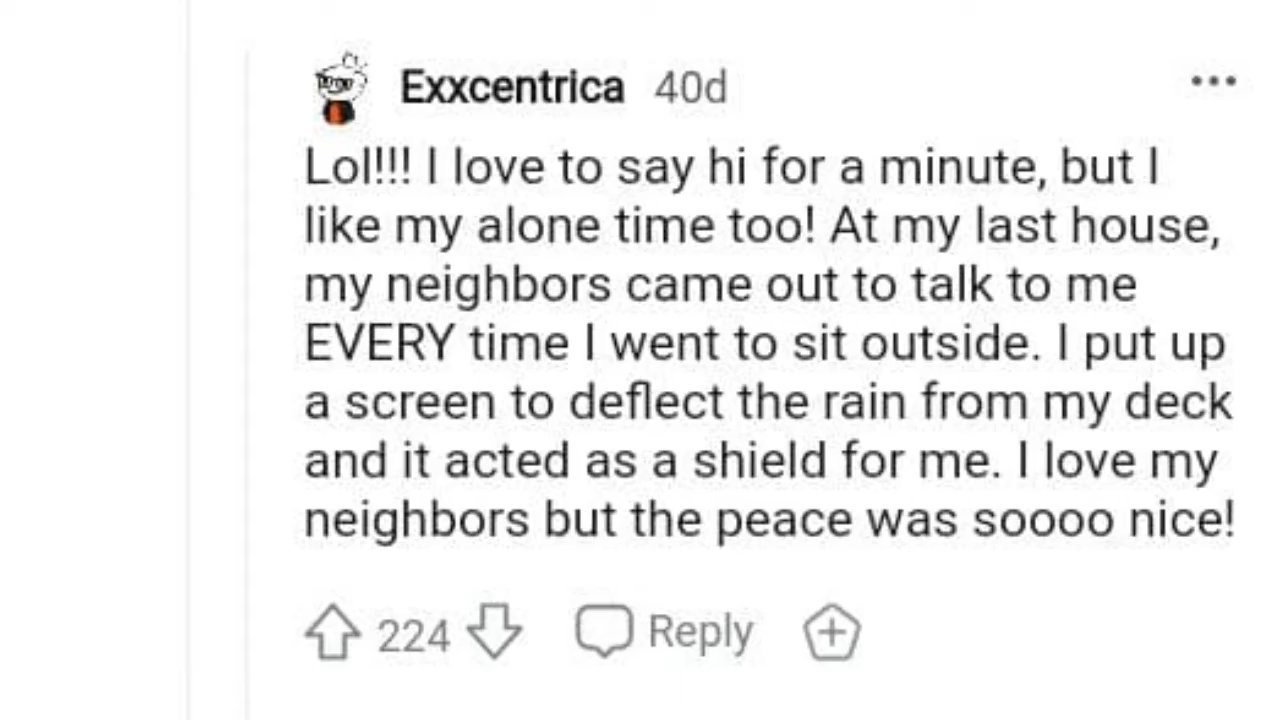 Exxcentrica 40d
Lol!!! I love to say hi for a minute, but I
like my alone time too! At my last house,
my neighbors came out to talk to me
EVERY time I went to sit outside. I put up
a screen to deflect the rain from my deck
and it acted as a shield for me. I love my
neighbors but the peace was soooo nice!
224 Reply